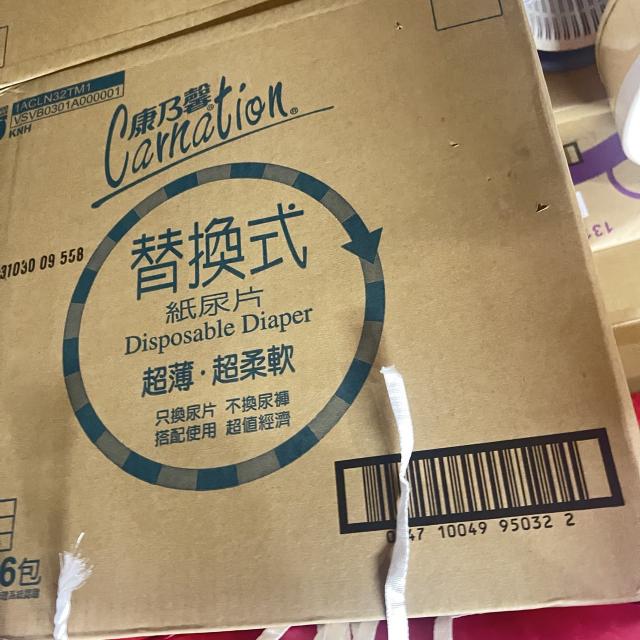 1ACLN32TM1
VSVB0301A000001
KNH
康乃馨®
Carnation®
31030 09 558
替換式
紙尿片
Disposable Diaper
超薄·超柔軟
只換尿片 不換尿褲
搭配使用 超值經濟
47 10049 95032 2
6包